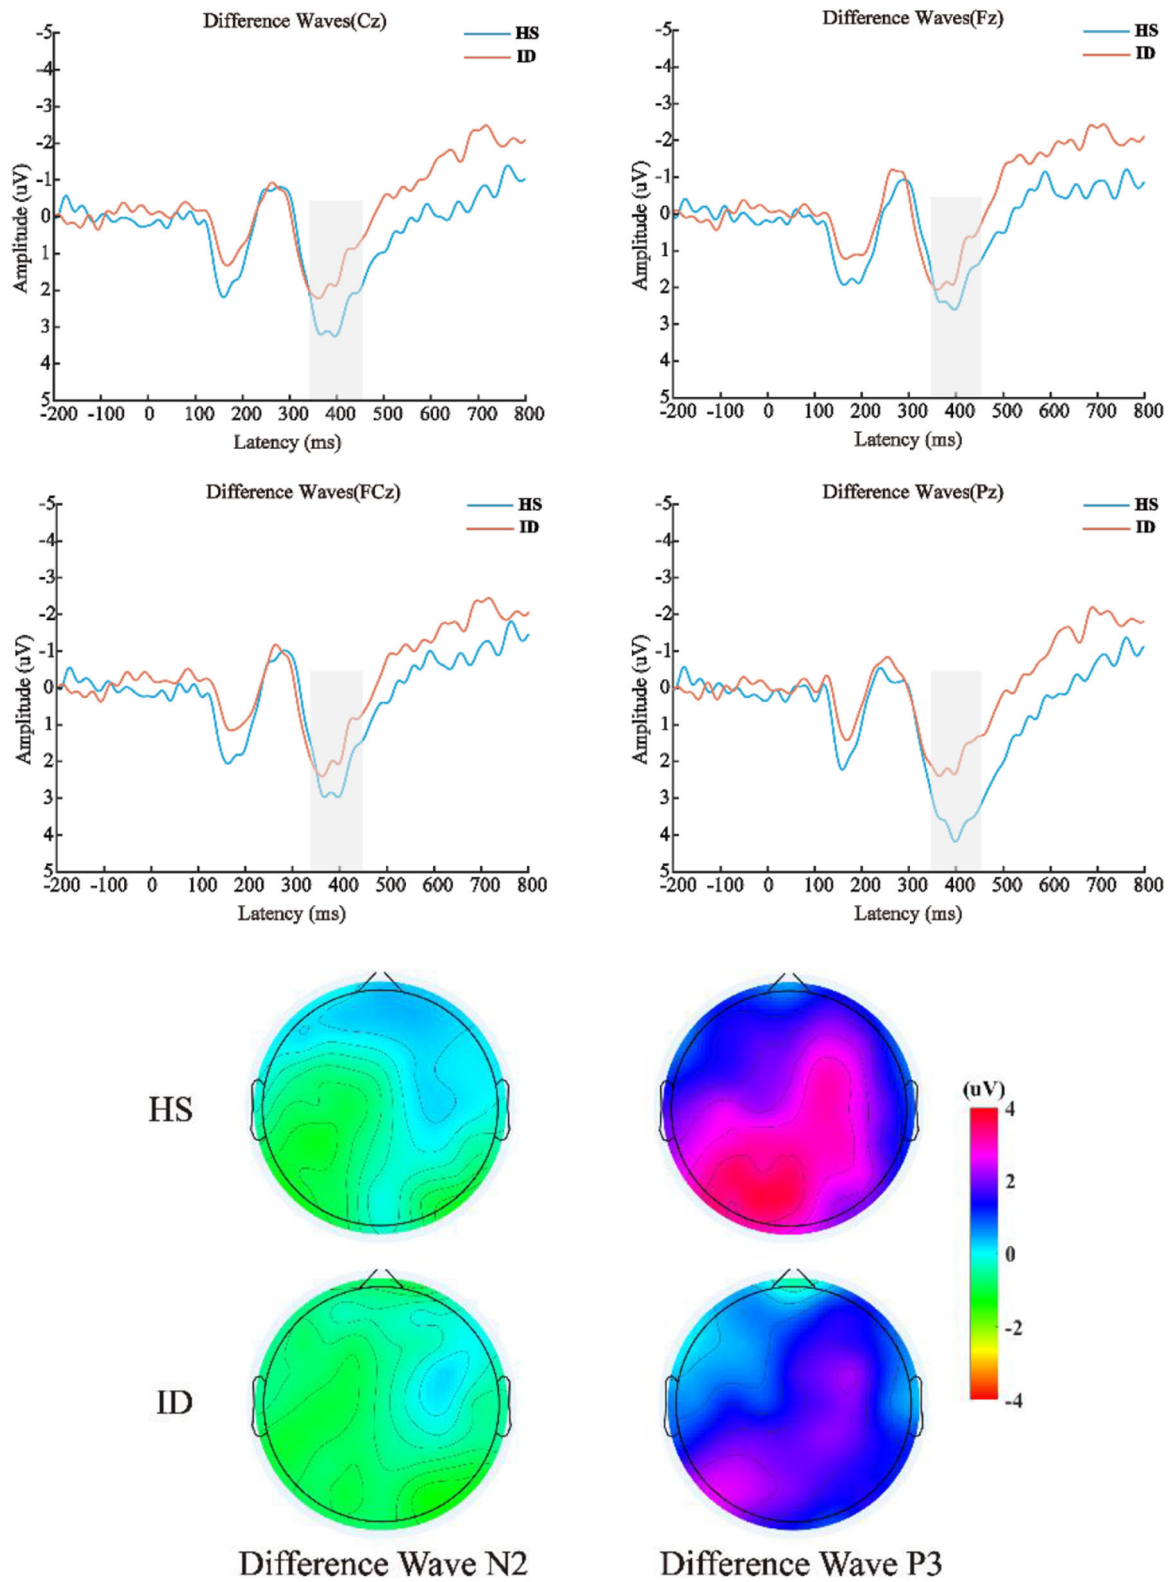 Difference Waves(Cz)
HS
ID
-5
-4
-3
-2
-1
0
1
2
3
4
5
Amplitude (uV)
-200 -100 0 100 200 300 400 500 600 700 800
Latency (ms)
Difference Waves(Fz)
HS
ID
-5
-4
-3
-2
-1
0
1
2
3
4
5
Amplitude (uV)
-200 -100 0 100 200 300 400 500 600 700 800
Latency (ms)
Difference Waves(FCz)
HS
ID
-5
-4
-3
-2
-1
0
1
2
3
4
5
Amplitude (uV)
-200 -100 0 100 200 300 400 500 600 700 800
Latency (ms)
Difference Waves(Pz)
HS
ID
-5
-4
-3
-2
-1
0
1
2
3
4
5
Amplitude (uV)
-200 -100 0 100 200 300 400 500 600 700 800
Latency (ms)
HS
ID
(uV)
4
2
0
-2
-4
Difference Wave N2
Difference Wave P3